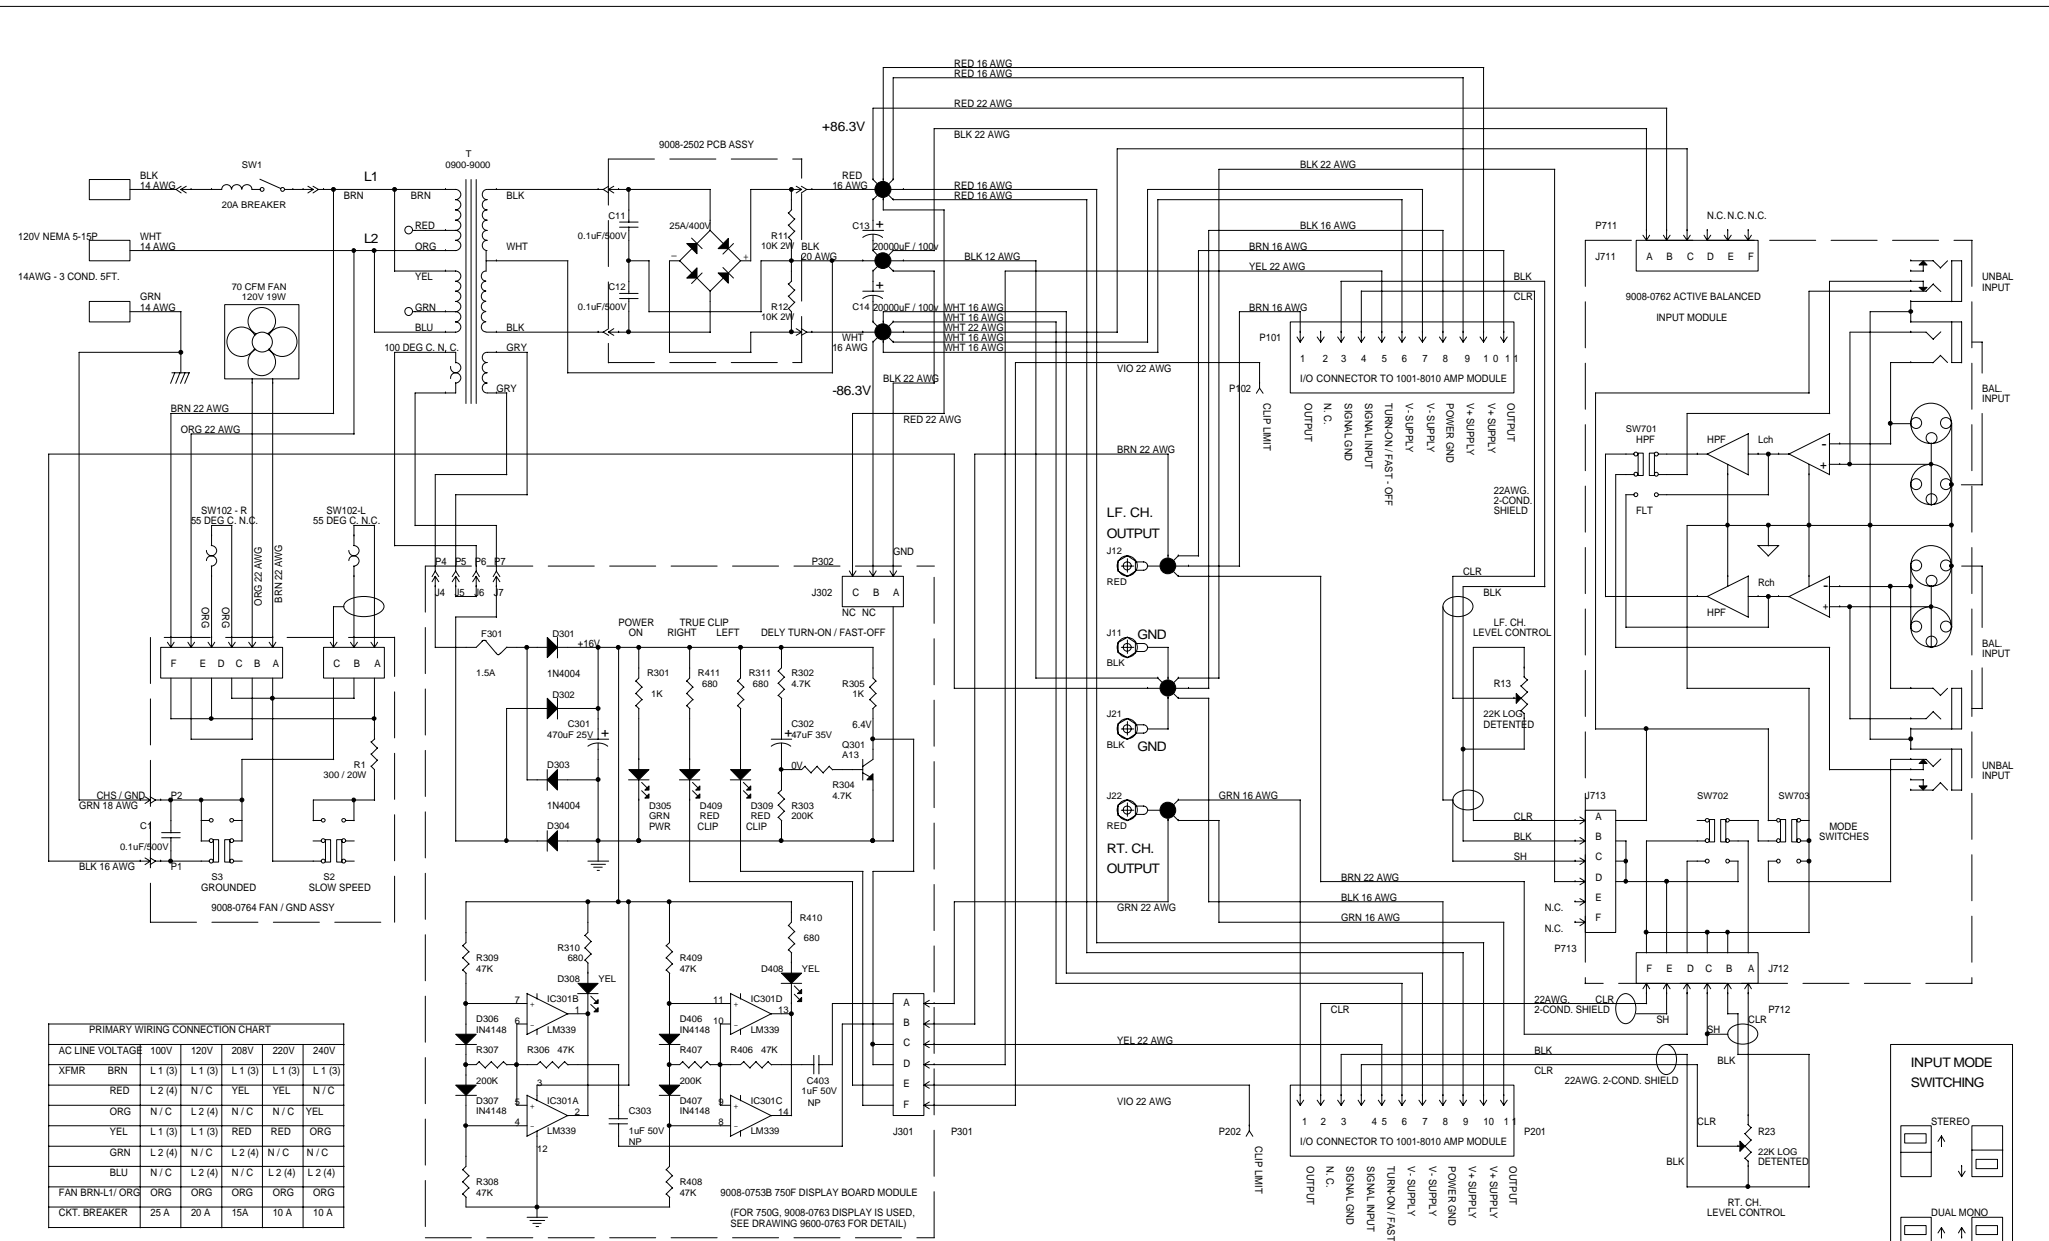 RED 16 AWG
RED 16 AWG
RED 22 AWG
+86.3V
BLK 22 AWG
9008-2502 PCB ASSY
T
0900-9000
SW1
BLK
14 AWG
L1
BRN
BRN
BLK
20A BREAKER
RED
16 AWG
RED 16 AWG
RED 16 AWG
BLK 22 AWG
C11
0.1uF/500V
25A/400V
R11
10K 2W
C13
20000uF / 100v
RED
120V NEMA 5-15P
WHT
14 AWG
L2
ORG
WHT
BLK
20 AWG
BLK 12 AWG
BLK 16 AWG
BRN 16 AWG
YEL 22 AWG
BLK
CLR
14AWG - 3 COND. 5FT.
YEL
C12
0.1uF/500V
R12
10K 2W
C14
20000uF / 100v
GRN
14 AWG
70 CFM FAN
120V 19W
GRN
BLU
BLK
WHT
16 AWG
WHT 16 AWG
WHT 16 AWG
WHT 22 AWG
WHT 16 AWG
WHT 16 AWG
BRN 16 AWG
100 DEG C. N. C.
GRY
GRY
-86.3V
BLK 22 AWG
RED 22 AWG
VIO 22 AWG
BRN 22 AWG
ORG 22 AWG
P101
1 2 3 4 5 6 7 8 9 1 0 1 1
I/O CONNECTOR TO 1001-8010 AMP MODULE
P102
CLIP LIMIT
OUTPUT
N. C.
SIGNAL GND
SIGNAL INPUT
TURN-ON / FAST - OFF
V- SUPPLY
V- SUPPLY
POWER GND
V+ SUPPLY
V+ SUPPLY
OUTPUT
N.C. N.C. N.C.
P711
J711
A B C D E F
9008-0762 ACTIVE BALANCED
INPUT MODULE
UNBAL
INPUT
BAL.
INPUT
SW701
HPF
HPF
Lch
-
+
FLT
Rch
HPF
-
+
BAL.
INPUT
UNBAL
INPUT
BRN 22 AWG
22AWG.
2-COND.
SHIELD
LF. CH.
OUTPUT
J12
RED
J11
GND
BLK
J21
BLK
GND
J22
RED
RT. CH.
OUTPUT
GRN 16 AWG
CLR
BLK
LF. CH.
LEVEL CONTROL
R13
22K LOG
DETENTED
SW102 - R
55 DEG C. N.C.
SW102-L
55 DEG C. N.C.
ORG
ORG
ORG 22 AWG
BRN 22 AWG
F E D C B A
C B A
R1
300 / 20W
CHS / GND
GRN 18 AWG
P2
C1
0.1uF/500V
BLK 16 AWG
P1
S3
GROUNDED
S2
SLOW SPEED
9008-0764 FAN / GND ASSY
P4 P5 P6 P7
J4 J5 J6 J7
P302
GND
J302
C B A
NC NC
F301
1.5A
D301
+16V
1N4004
D302
C301
470uF 25V
D303
1N4004
D304
POWER
ON
TRUE CLIP
RIGHT LEFT
DELY TURN-ON / FAST-OFF
R301
1K
R411
680
R311
680
R302
4.7K
R305
1K
6.4V
C302
47uF 35V
Q301
A13
0V
R304
4.7K
R303
200K
D305
GRN
PWR
D409
RED
CLIP
D309
RED
CLIP
R309
47K
R310
680
D308
YEL
R409
47K
R410
680
D408
YEL
7
6
IC301B
1
LM339
11
10
IC301D
13
LM339
D306
IN4148
R307
200K
R306 47K
D406
IN4148
R407
200K
R406 47K
D307
IN4148
5
4
3
IC301A
2
LM339
12
D407
IN4148
9
8
IC301C
14
LM339
C303
1uF 50V
NP
C403
1uF 50V
NP
R308
47K
R408
47K
A
B
C
D
E
F
J301
P301
9008-0753B 750F DISPLAY BOARD MODULE
(FOR 750G, 9008-0763 DISPLAY IS USED,
SEE DRAWING 9600-0763 FOR DETAIL)
GRN 22 AWG
YEL 22 AWG
VIO 22 AWG
BRN 22 AWG
BLK 16 AWG
GRN 16 AWG
CLR
BLK
SH
J713
A
B
C
D
E
F
N.C.
N.C.
P713
SW702
SW703
MODE
SWITCHES
F E D C B A
J712
P712
22AWG.
2-COND. SHIELD
CLR
SH
SH
CLR
BLK
CLR
BLK
CLR
22AWG. 2-COND. SHIELD
CLR
BLK
R23
22K LOG
DETENTED
RT. CH.
LEVEL CONTROL
1 2 3 4 5 6 7 8 9 10 1 1
P201
I/O CONNECTOR TO 1001-8010 AMP MODULE
P202
CLIP LIMIT
OUTPUT
N. C.
SIGNAL GND
SIGNAL INPUT
TURN-ON / FAST
V- SUPPLY
V- SUPPLY
POWER GND
V+ SUPPLY
V+ SUPPLY
OUTPUT
PRIMARY WIRING CONNECTION CHART
AC LINE VOLTAGE 100V 120V 208V 220V 240V
XFMR BRN L 1 (3) L 1 (3) L 1 (3) L 1 (3) L 1 (3)
RED L 2 (4) N / C YEL YEL N / C
ORG N / C L 2 (4) N / C N / C YEL
YEL L 1 (3) L 1 (3) RED RED ORG
GRN L 2 (4) N / C L 2 (4) N / C N / C
BLU N / C L 2 (4) N / C L 2 (4) L 2 (4)
FAN BRN-L1/ ORG ORG ORG ORG ORG ORG
CKT. BREAKER 25 A 20 A 15A 10 A 10 A
INPUT MODE
SWITCHING
STEREO
DUAL MONO